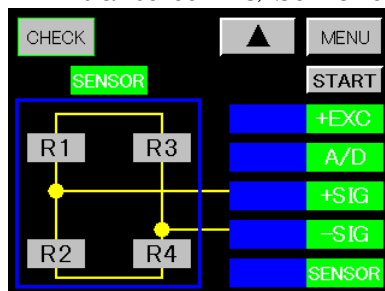 CHECK ▲ MENU
SENSOR START
+EXC
R1 R3 A/D
+SIG
−SIG
R2 R4
SENSOR